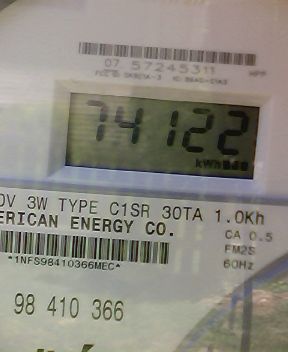 07 57245311
74122
kWh
0V 3W TYPE C1SR 30TA 1.0Kh
ERICAN ENERGY CO.
CA 0.5
*1NFS98410366MEC*
FM2S
60Hz
98 410 366